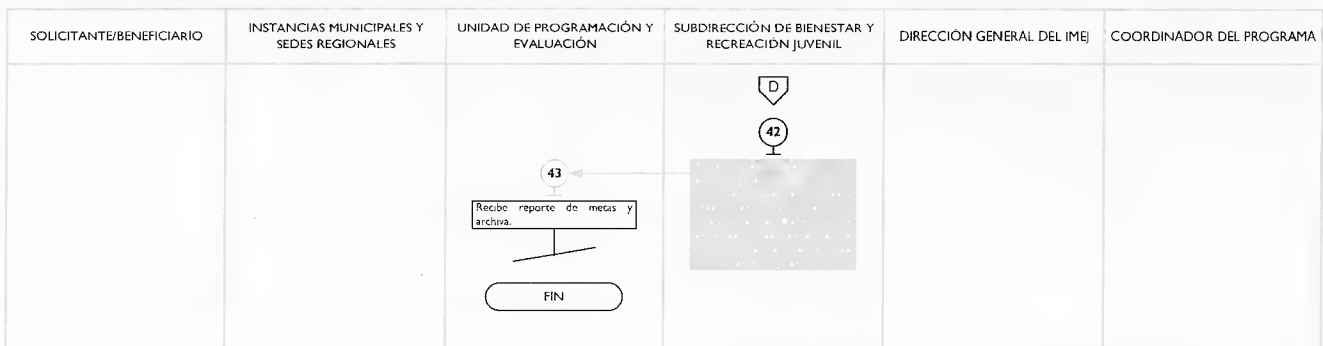 SOLICITANTE/BENEFICIARIO
INSTANCIAS MUNICIPALES Y
SEDES REGIONALES
UNIDAD DE PROGRAMACIÓN Y
EVALUACIÓN
SUBDIRECCIÓN DE BIENESTAR Y
RECREACIÓN JUVENIL
DIRECCIÓN GENERAL DEL IMEJ
COORDINADOR DEL PROGRAMA
D
42
43
Recibe reporte de metas y
archiva.
FIN